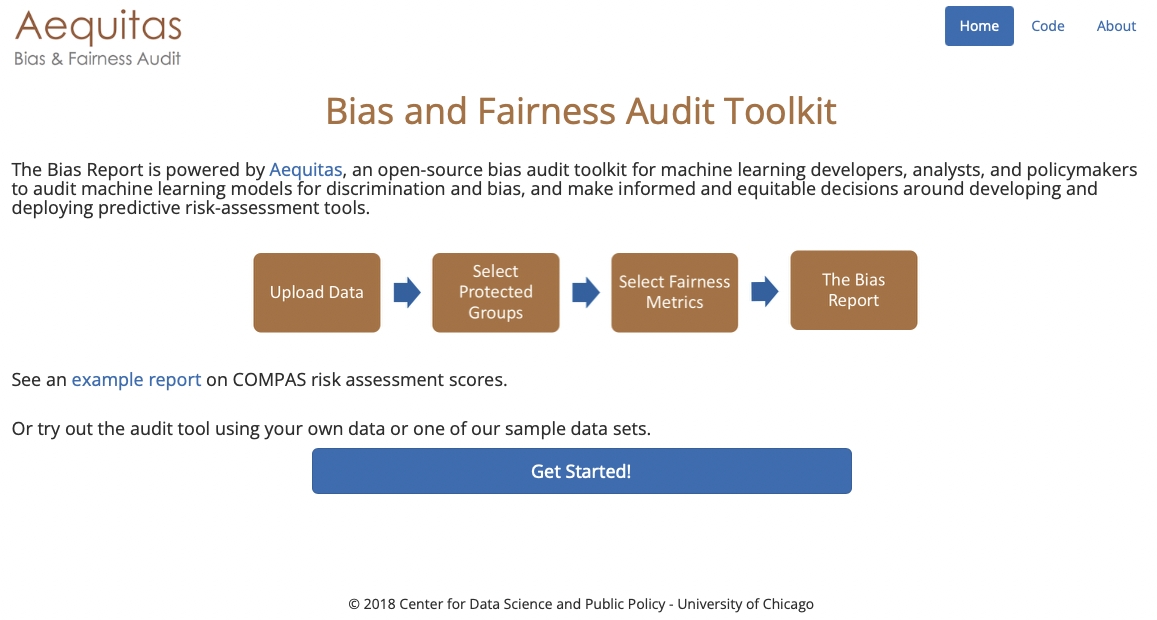 Aequitas
Bias & Fairness Audit
Home Code About
Bias and Fairness Audit Toolkit
The Bias Report is powered by Aequitas, an open-source bias audit toolkit for machine learning developers, analysts, and policymakers
to audit machine learning models for discrimination and bias, and make informed and equitable decisions around developing and
deploying predictive risk-assessment tools.
Upload Data
Select
Protected
Groups
Select Fairness
Metrics
The Bias
Report
See an example report on COMPAS risk assessment scores.
Or try out the audit tool using your own data or one of our sample data sets.
Get Started!
© 2018 Center for Data Science and Public Policy - University of Chicago